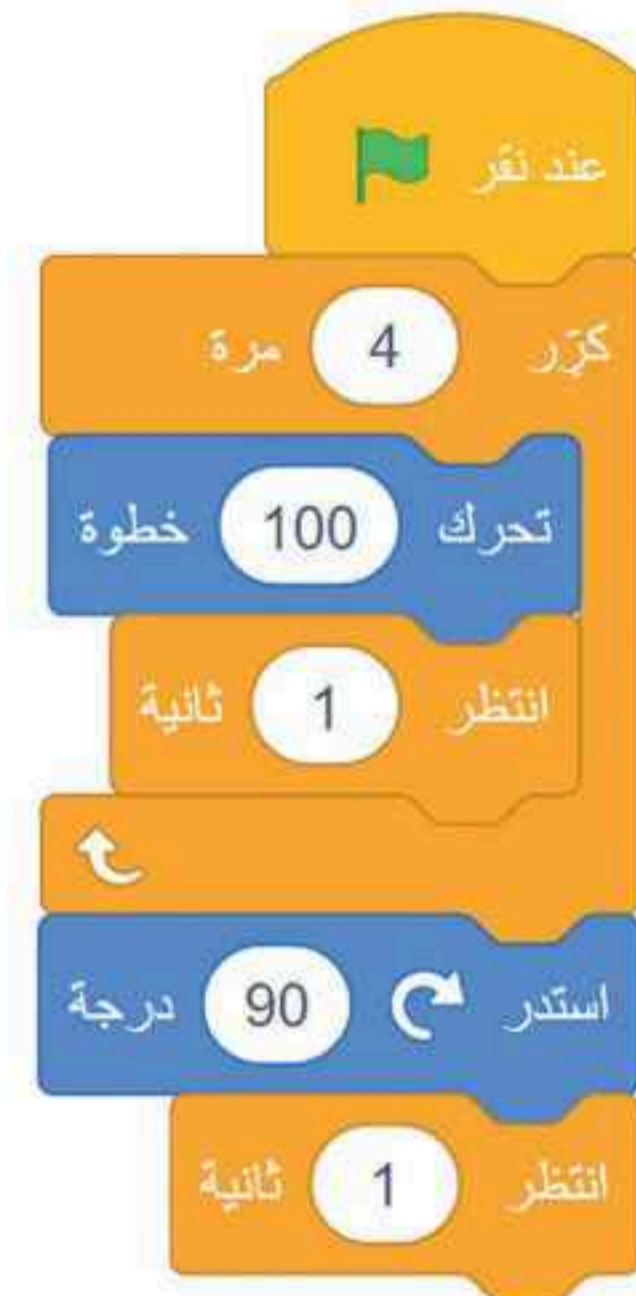 عند نقر
كرّر 4 مرة
تحرك 100 خطوة
انتظر 1 ثانية
استدر 90 درجة
انتظر 1 ثانية